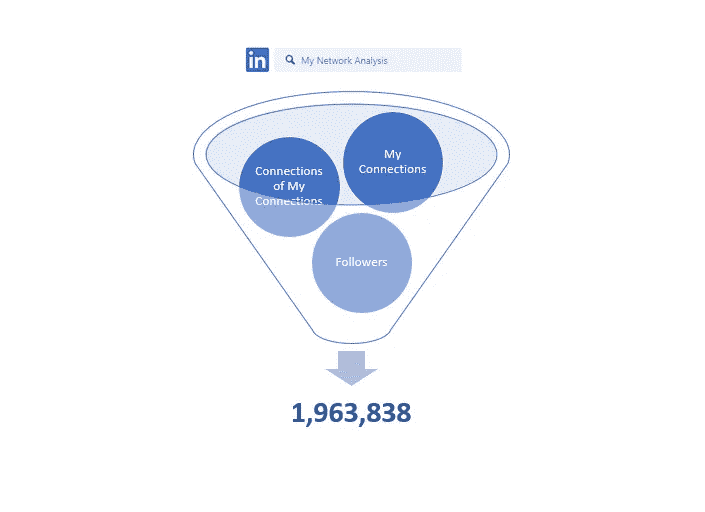 in
My Network Analysis
My
Connections
Connections
of My
Connections
Followers
1,963,838